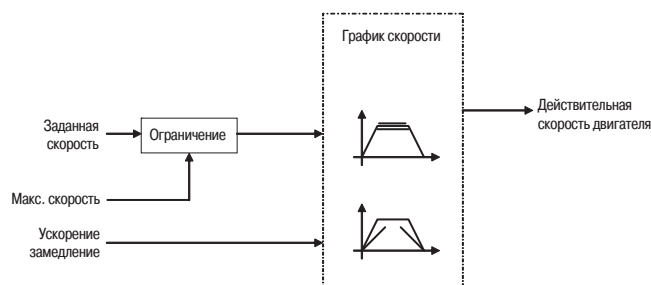 График скорости
Заданная
скорость
Ограничение
Действительная
скорость двигателя
Макс. скорость
Ускорение
замедление